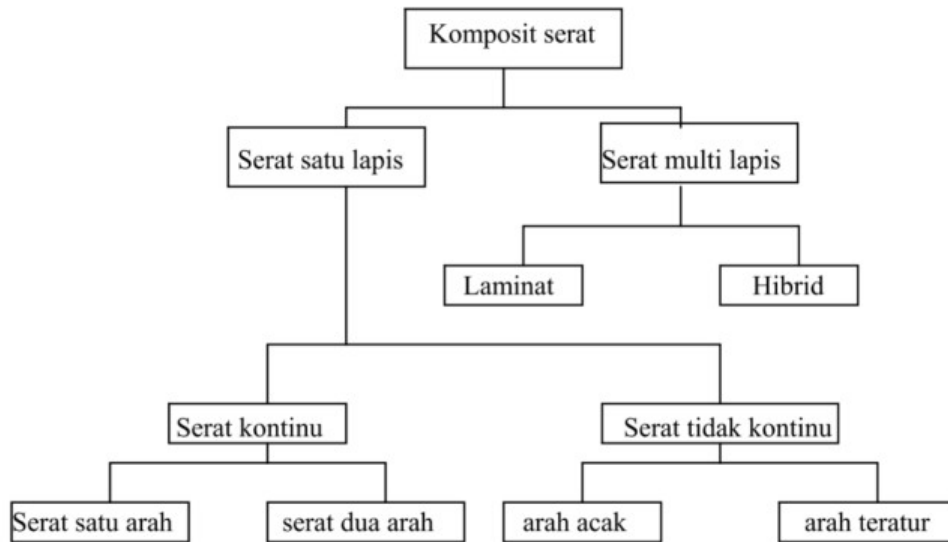 Komposit serat
Serat satu lapis
Serat multi lapis
Laminat
Hibrid
Serat kontinu
Serat tidak kontinu
Serat satu arah
serat dua arah
arah acak
arah teratur